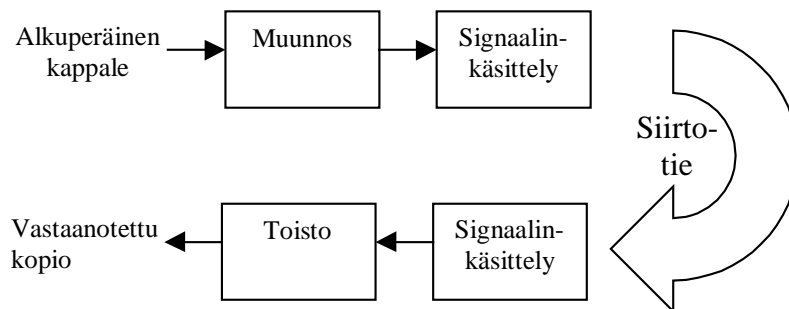 Alkuperäinen
kappale
Muunnos
Signaalin-
käsittely
Siirto-
tie
Vastaanotettu
kopio
Toisto
Signaalin-
käsittely